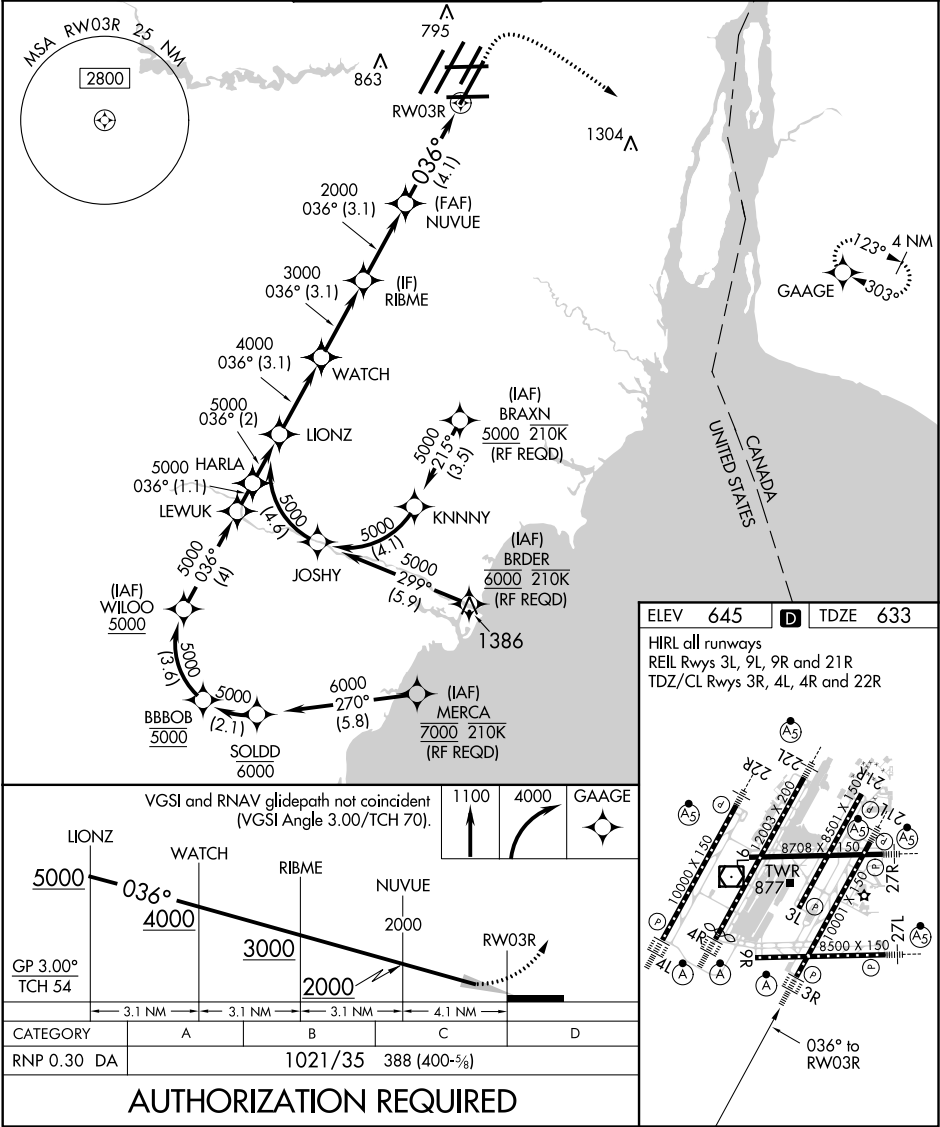 MSA RW03R 25 NM
2800
795
863
RW03R
1304
036°
(4.1)
2000
036° (3.1)
(FAF)
NUVUE
123°
4 NM
303°
GAAGE
3000
036° (3.1)
(IF)
RIBME
4000
036° (3.1)
WATCH
5000
036° (2)
LIONZ
(IAF)
BRAXN
5000 210K
(RF REQD)
5000
215°
(3.5)
CANADA
UNITED STATES
HARLA
5000
036° (1.1)
LEWUK
5000
(4.6)
KNNNY
5000
(4.1)
JOSHY
5000
299°
(5.9)
(IAF)
BRDER
6000 210K
(RF REQD)
1386
5000
036°
(4)
(IAF)
WILOO
5000
5000
(3.6)
BBBOB
5000
5000
(2.1)
SOLDD
6000
6000
270°
(5.8)
(IAF)
MERCA
7000 210K
(RF REQD)
ELEV 645 D TDZE 633
HIRL all runways
REIL Rwys 3L, 9L, 9R and 21R
TDZ/CL Rwys 3R, 4L, 4R and 22R
A5
22R
22L
21R
21L
P
A5
A5
A5
P
P
10000 X 150
12003 X 200
8501 X 150
8708 X 150
9L
TWR
877
P
27R
10001 X 150
3L
P
P
4R
4L
9R
8500 X 150
P
27L
A5
A
A
A
P
3R
036° to
RW03R
VGSI and RNAV glidepath not coincident
(VGSI Angle 3.00/TCH 70).
1100
4000
GAAGE
LIONZ
WATCH
RIBME
NUVUE
5000
036°
4000
3000
2000
2000
RW03R
GP 3.00°
TCH 54
3.1 NM
3.1 NM
3.1 NM
4.1 NM
CATEGORY A B C D
RNP 0.30 DA 1021/35 388 (400-⅝)
AUTHORIZATION REQUIRED